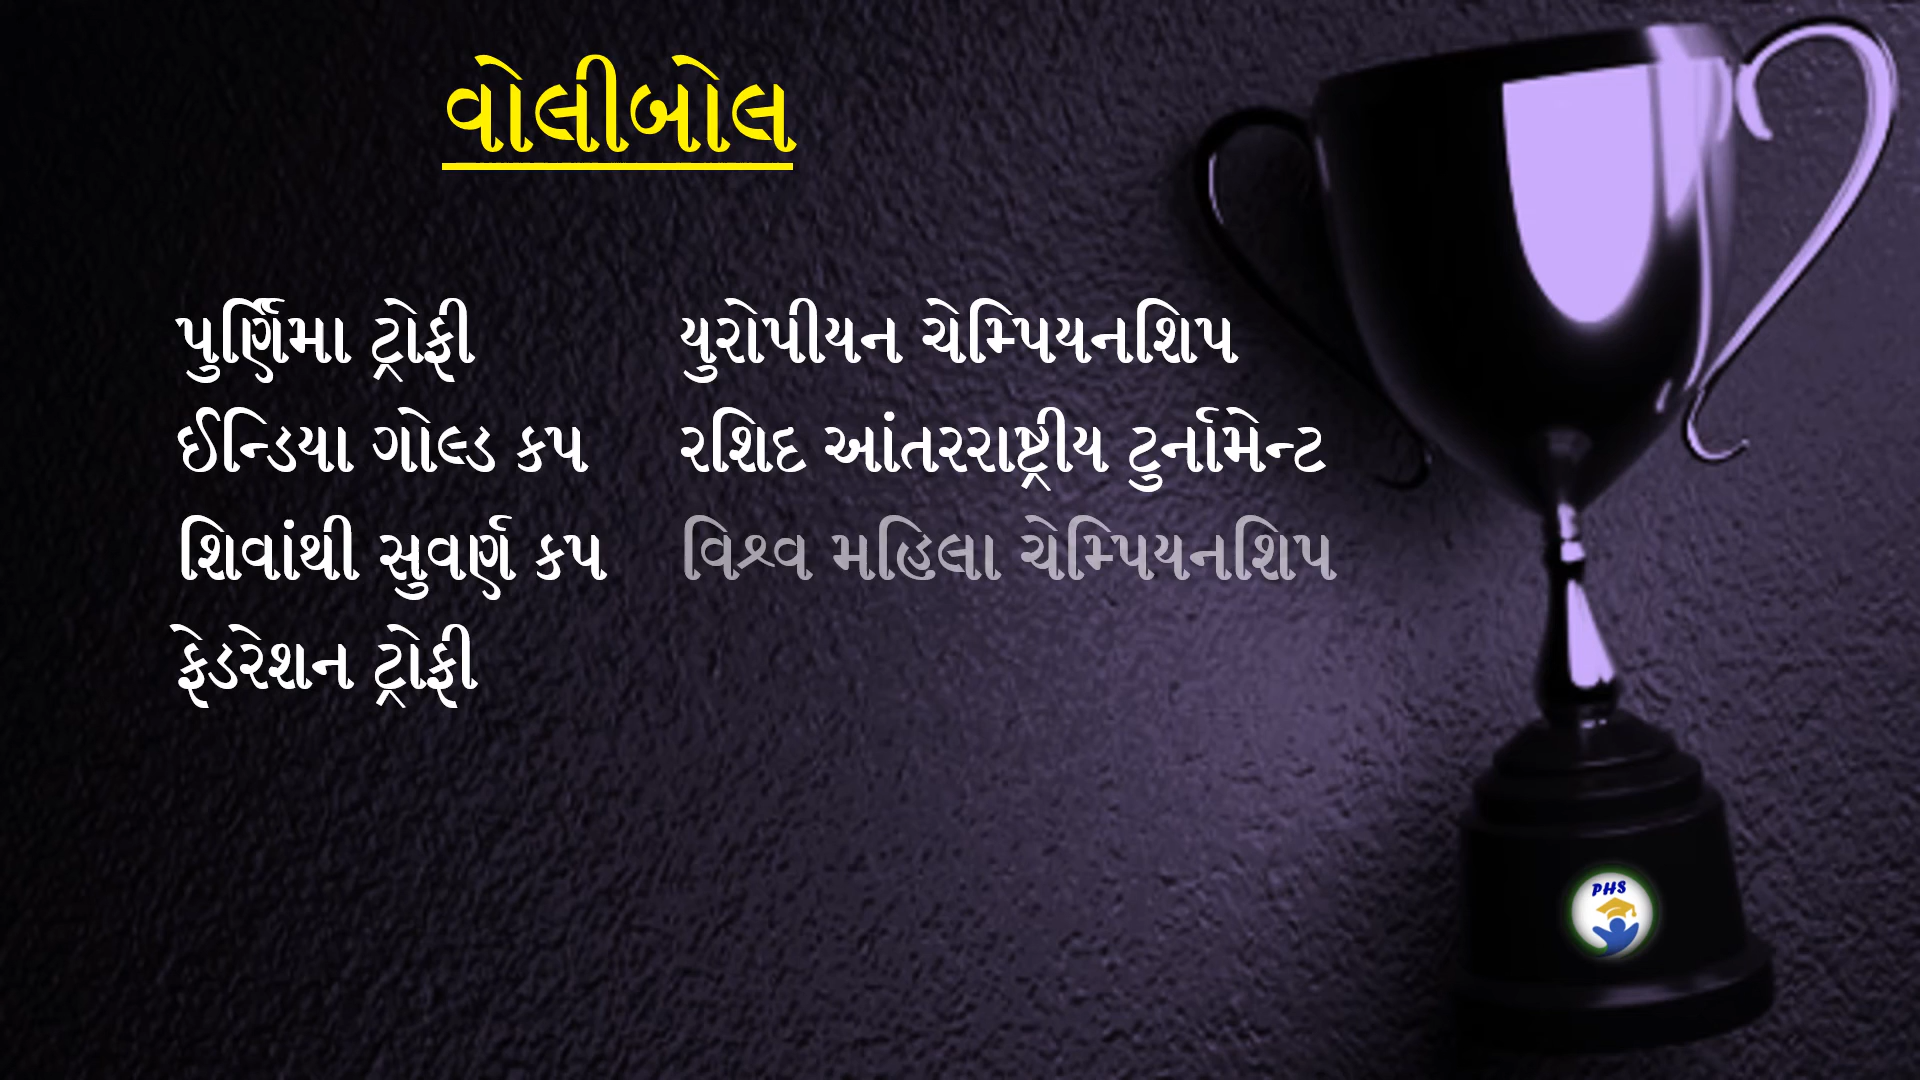 વોલીબોલ
પુર્ણિમા ટ્રોફી
ઈન્ડિયા ગોલ્ડ કપ
શિવાંથી સુવર્ણ કપ
ફેડરેશન ટ્રોફી
યુરોપીયન ચેમ્પિયનશિપ
રશિદ આંતરરાષ્ટ્રીય ટુર્નામેન્ટ
વિશ્વ મહિલા ચેમ્પિયનશિપ
PHS